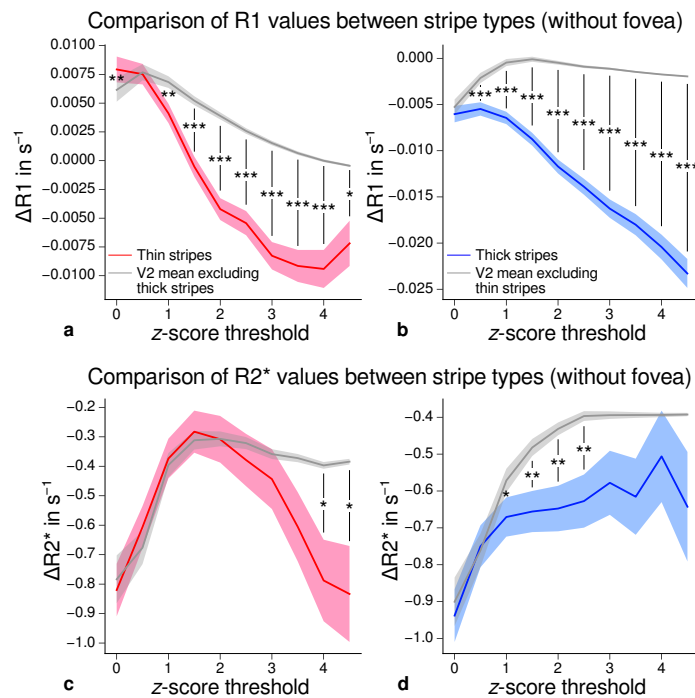 Comparison of R1 values between stripe types (without fovea)
0.0100
0.0075
0.0050
0.0025
0.0000
−0.0025
−0.0050
−0.0075
−0.0100
ΔR1 in s⁻¹
**
**
***
***
***
***
***
***
*
Thin stripes
V2 mean excluding
thick stripes
0 1 2 3 4
a
z-score threshold
0.000
−0.005
−0.010
−0.015
−0.020
−0.025
ΔR1 in s⁻¹
***
***
***
***
***
***
***
***
***
Thick stripes
V2 mean excluding
thin stripes
0 1 2 3 4
b
z-score threshold
Comparison of R2* values between stripe types (without fovea)
−0.2
−0.3
−0.4
−0.5
−0.6
−0.7
−0.8
−0.9
−1.0
ΔR2* in s⁻¹
*
*
0 1 2 3 4
c
z-score threshold
−0.4
−0.5
−0.6
−0.7
−0.8
−0.9
−1.0
ΔR2* in s⁻¹
*
**
**
**
0 1 2 3 4
d
z-score threshold